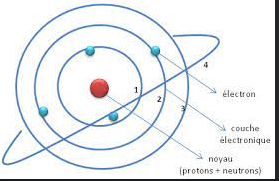 4
1
2
3
électron
couche
électronique
noyau
(protons + neutrons)